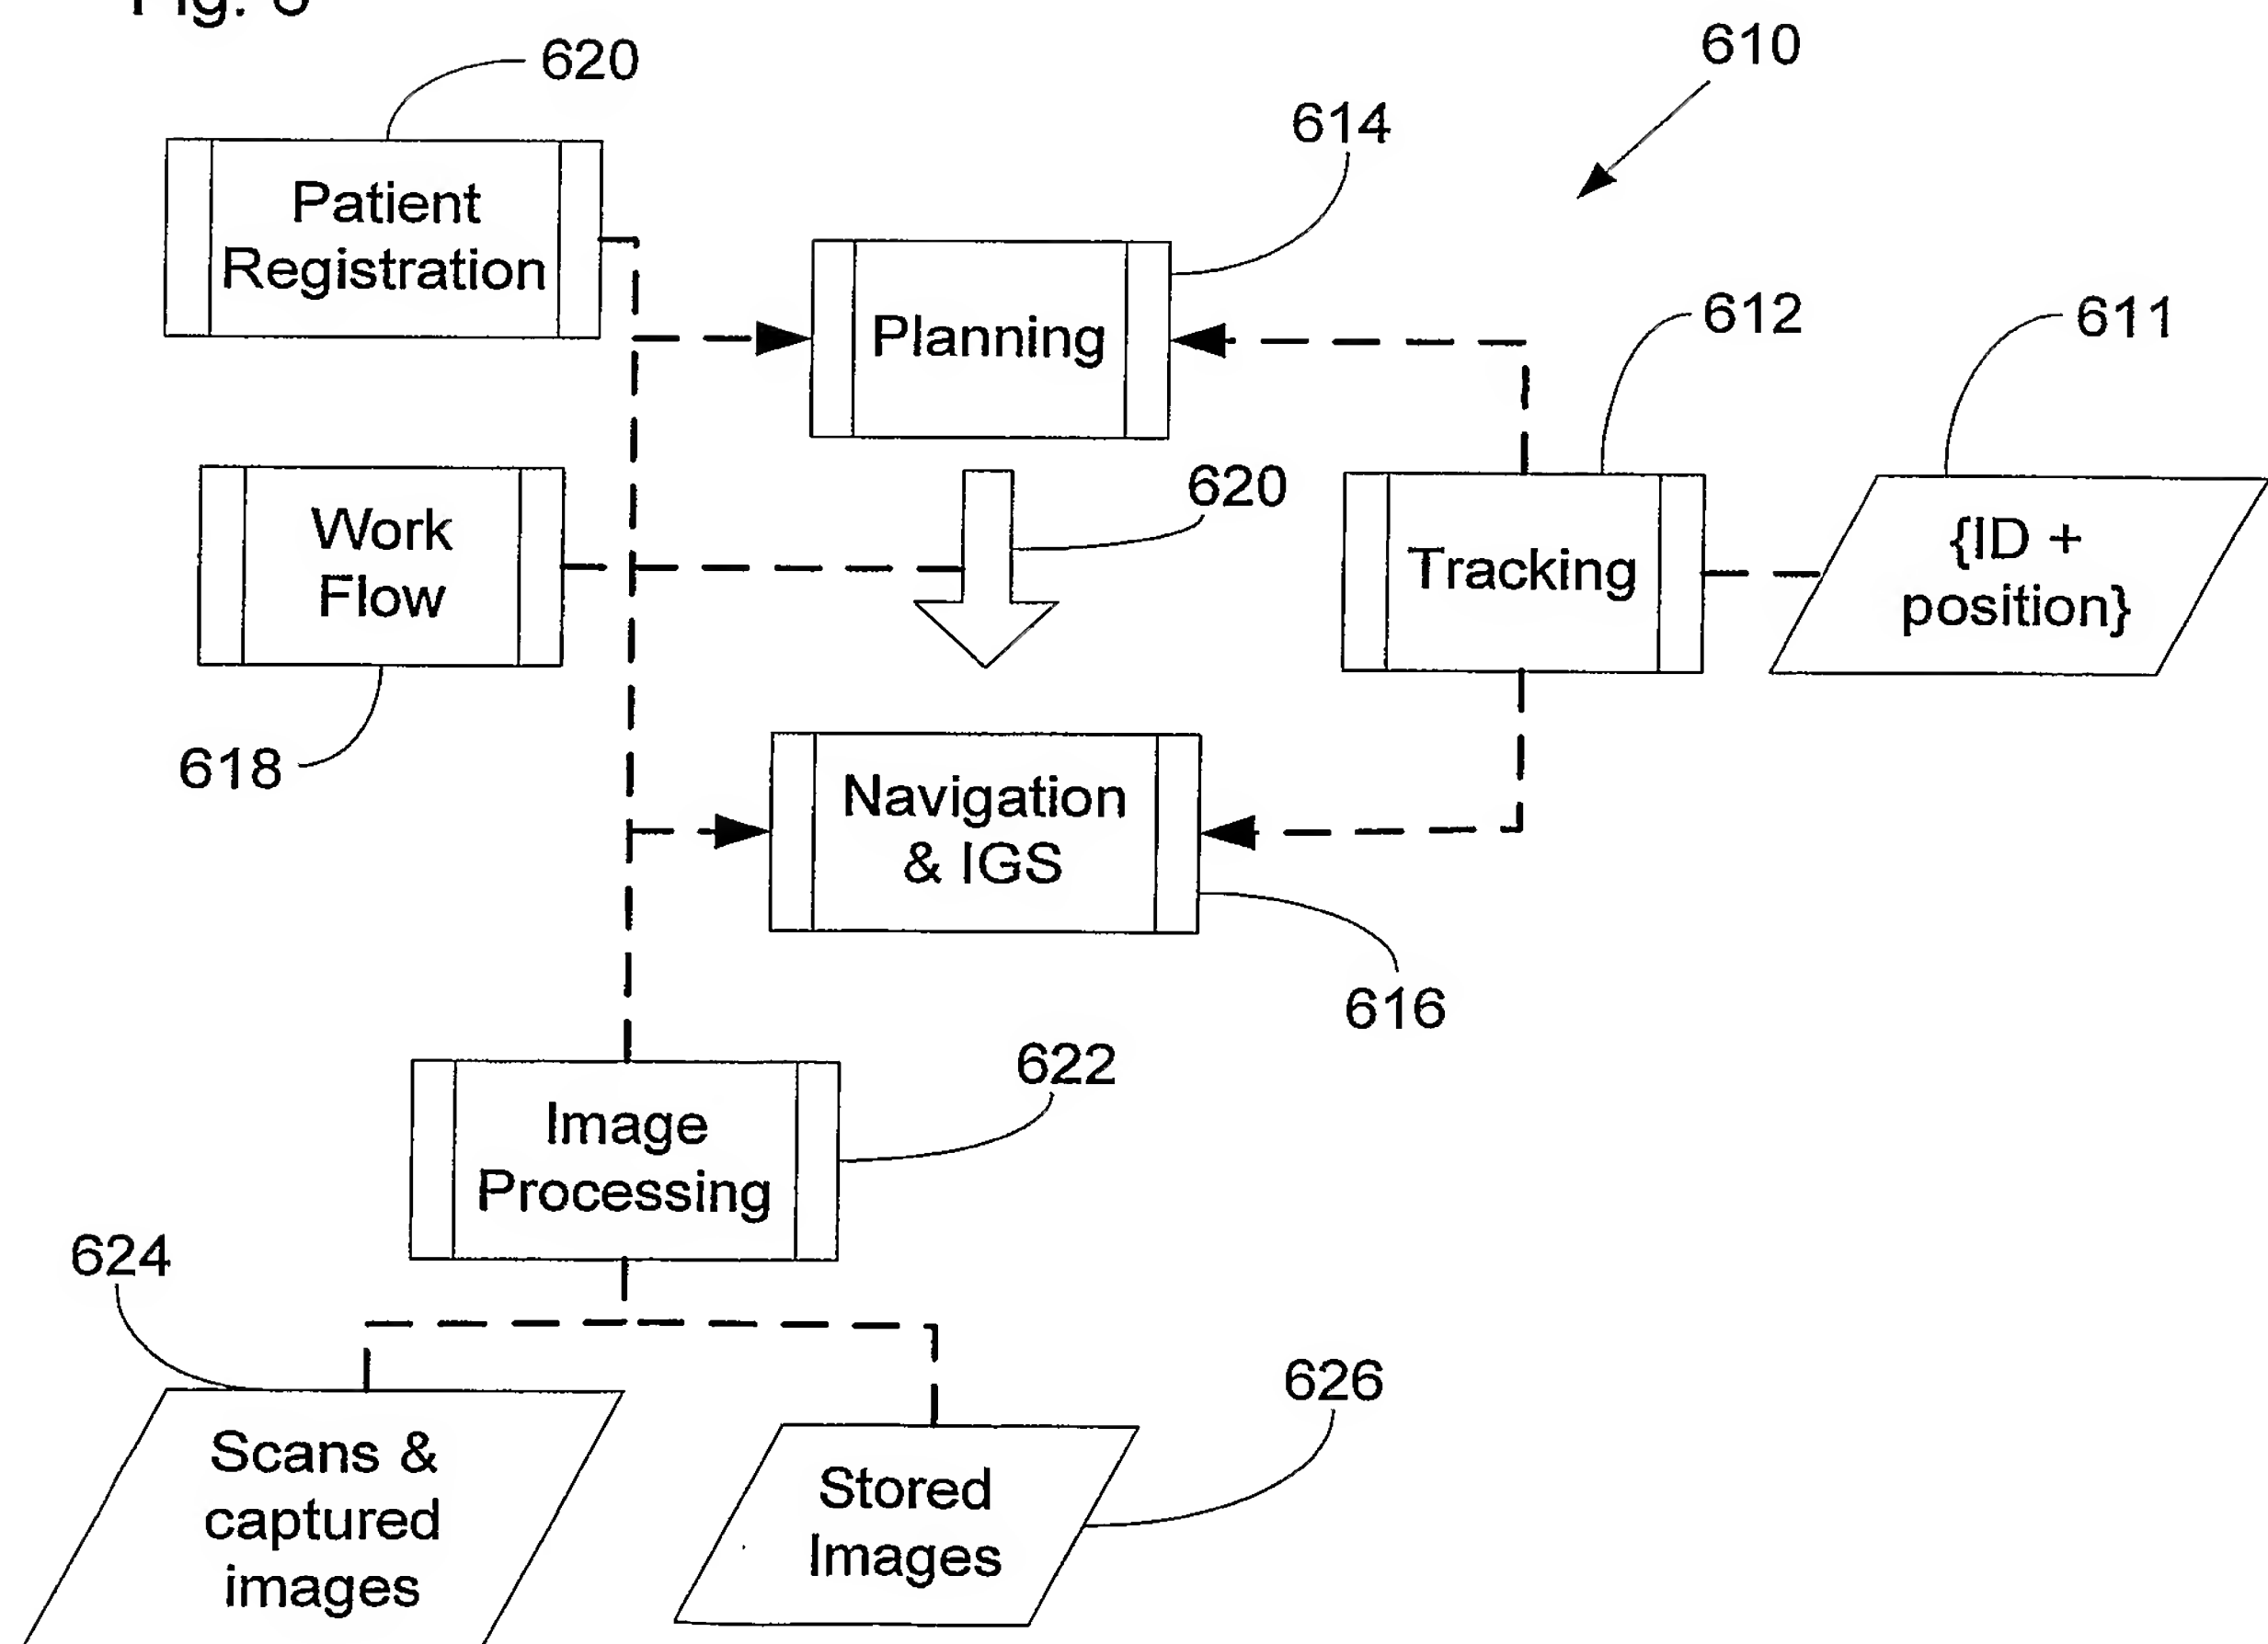 620
610
614
Patient
Registration
Planning
612
611
Work
Flow
620
Tracking
{ID +
position}
618
Navigation
& IGS
616
Image
Processing
622
624
626
Scans &
captured
images
Stored
Images